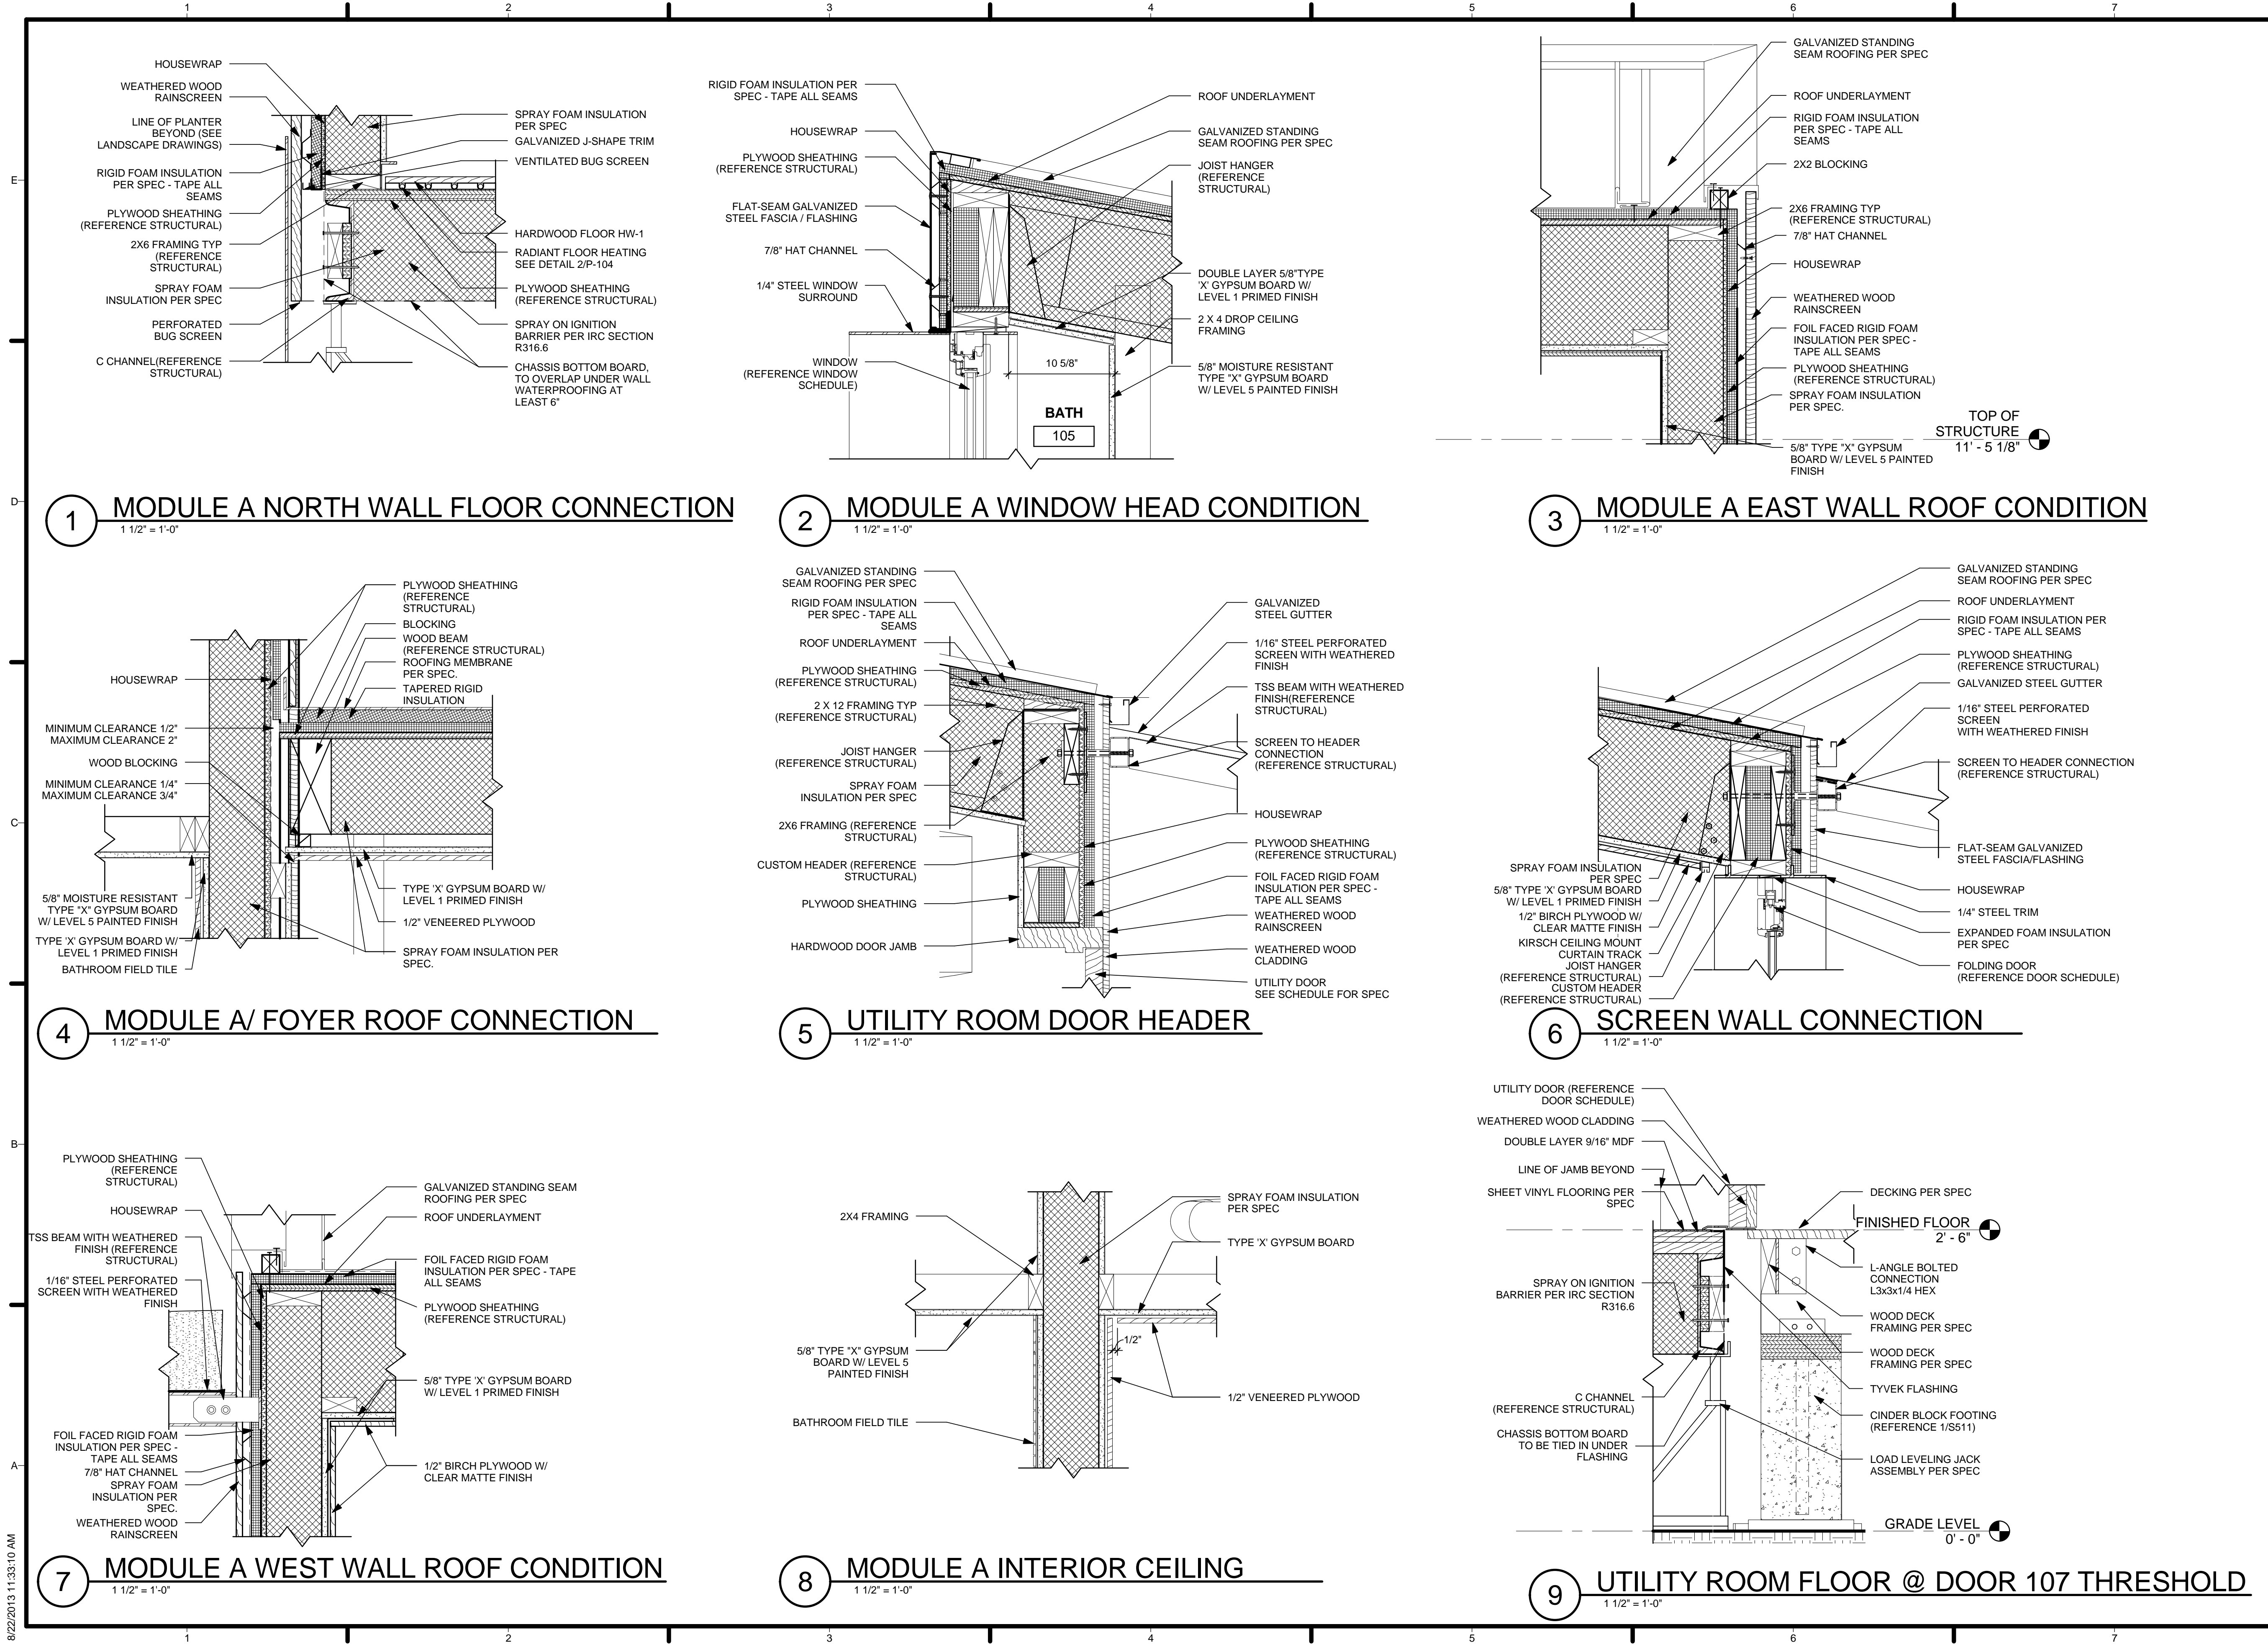 1 2 3 4 5 6 7
E
D
C
B
A
HOUSEWRAP
WEATHERED WOOD
RAINSCREEN
LINE OF PLANTER
BEYOND (SEE
LANDSCAPE DRAWINGS)
RIGID FOAM INSULATION
PER SPEC - TAPE ALL
SEAMS
PLYWOOD SHEATHING
(REFERENCE STRUCTURAL)
2X6 FRAMING TYP
(REFERENCE
STRUCTURAL)
SPRAY FOAM
INSULATION PER SPEC
PERFORATED
BUG SCREEN
C CHANNEL(REFERENCE
STRUCTURAL)
SPRAY FOAM INSULATION
PER SPEC
GALVANIZED J-SHAPE TRIM
VENTILATED BUG SCREEN
HARDWOOD FLOOR HW-1
RADIANT FLOOR HEATING
SEE DETAIL 2/P-104
PLYWOOD SHEATHING
(REFERENCE STRUCTURAL)
SPRAY ON IGNITION
BARRIER PER IRC SECTION
R316.6
CHASSIS BOTTOM BOARD,
TO OVERLAP UNDER WALL
WATERPROOFING AT
LEAST 6"
1 MODULE A NORTH WALL FLOOR CONNECTION
1 1/2" = 1'-0"
RIGID FOAM INSULATION PER
SPEC - TAPE ALL SEAMS
HOUSEWRAP
PLYWOOD SHEATHING
(REFERENCE STRUCTURAL)
FLAT-SEAM GALVANIZED
STEEL FASCIA / FLASHING
7/8" HAT CHANNEL
1/4" STEEL WINDOW
SURROUND
WINDOW
(REFERENCE WINDOW
SCHEDULE)
ROOF UNDERLAYMENT
GALVANIZED STANDING
SEAM ROOFING PER SPEC
JOIST HANGER
(REFERENCE
STRUCTURAL)
DOUBLE LAYER 5/8"TYPE
'X' GYPSUM BOARD W/
LEVEL 1 PRIMED FINISH
2 X 4 DROP CEILING
FRAMING
5/8" MOISTURE RESISTANT
TYPE "X" GYPSUM BOARD
W/ LEVEL 5 PAINTED FINISH
10 5/8"
BATH
105
2 MODULE A WINDOW HEAD CONDITION
1 1/2" = 1'-0"
GALVANIZED STANDING
SEAM ROOFING PER SPEC
ROOF UNDERLAYMENT
RIGID FOAM INSULATION
PER SPEC - TAPE ALL
SEAMS
2X2 BLOCKING
2X6 FRAMING TYP
(REFERENCE STRUCTURAL)
7/8" HAT CHANNEL
HOUSEWRAP
WEATHERED WOOD
RAINSCREEN
FOIL FACED RIGID FOAM
INSULATION PER SPEC -
TAPE ALL SEAMS
PLYWOOD SHEATHING
(REFERENCE STRUCTURAL)
SPRAY FOAM INSULATION
PER SPEC.
5/8" TYPE "X" GYPSUM
BOARD W/ LEVEL 5 PAINTED
FINISH
TOP OF
STRUCTURE
11' - 5 1/8"
3 MODULE A EAST WALL ROOF CONDITION
1 1/2" = 1'-0"
HOUSEWRAP
MINIMUM CLEARANCE 1/2"
MAXIMUM CLEARANCE 2"
WOOD BLOCKING
MINIMUM CLEARANCE 1/4"
MAXIMUM CLEARANCE 3/4"
5/8" MOISTURE RESISTANT
TYPE "X" GYPSUM BOARD
W/ LEVEL 5 PAINTED FINISH
TYPE 'X' GYPSUM BOARD W/
LEVEL 1 PRIMED FINISH
BATHROOM FIELD TILE
PLYWOOD SHEATHING
(REFERENCE
STRUCTURAL)
BLOCKING
WOOD BEAM
(REFERENCE STRUCTURAL)
ROOFING MEMBRANE
PER SPEC.
TAPERED RIGID
INSULATION
TYPE 'X' GYPSUM BOARD W/
LEVEL 1 PRIMED FINISH
1/2" VENEERED PLYWOOD
SPRAY FOAM INSULATION PER
SPEC.
4 MODULE A/ FOYER ROOF CONNECTION
1 1/2" = 1'-0"
GALVANIZED STANDING
SEAM ROOFING PER SPEC
RIGID FOAM INSULATION
PER SPEC - TAPE ALL
SEAMS
ROOF UNDERLAYMENT
PLYWOOD SHEATHING
(REFERENCE STRUCTURAL)
2 X 12 FRAMING TYP
(REFERENCE STRUCTURAL)
JOIST HANGER
(REFERENCE STRUCTURAL)
SPRAY FOAM
INSULATION PER SPEC
2X6 FRAMING (REFERENCE
STRUCTURAL)
CUSTOM HEADER (REFERENCE
STRUCTURAL)
PLYWOOD SHEATHING
HARDWOOD DOOR JAMB
GALVANIZED
STEEL GUTTER
1/16" STEEL PERFORATED
SCREEN WITH WEATHERED
FINISH
TSS BEAM WITH WEATHERED
FINISH(REFERENCE
STRUCTURAL)
SCREEN TO HEADER
CONNECTION
(REFERENCE STRUCTURAL)
HOUSEWRAP
PLYWOOD SHEATHING
(REFERENCE STRUCTURAL)
FOIL FACED RIGID FOAM
INSULATION PER SPEC -
TAPE ALL SEAMS
WEATHERED WOOD
RAINSCREEN
WEATHERED WOOD
CLADDING
UTILITY DOOR
SEE SCHEDULE FOR SPEC
5 UTILITY ROOM DOOR HEADER
1 1/2" = 1'-0"
GALVANIZED STANDING
SEAM ROOFING PER SPEC
ROOF UNDERLAYMENT
RIGID FOAM INSULATION PER
SPEC - TAPE ALL SEAMS
PLYWOOD SHEATHING
(REFERENCE STRUCTURAL)
GALVANIZED STEEL GUTTER
1/16" STEEL PERFORATED
SCREEN
WITH WEATHERED FINISH
SCREEN TO HEADER CONNECTION
(REFERENCE STRUCTURAL)
FLAT-SEAM GALVANIZED
STEEL FASCIA/FLASHING
HOUSEWRAP
1/4" STEEL TRIM
EXPANDED FOAM INSULATION
PER SPEC
FOLDING DOOR
(REFERENCE DOOR SCHEDULE)
SPRAY FOAM INSULATION
PER SPEC
5/8" TYPE 'X' GYPSUM BOARD
W/ LEVEL 1 PRIMED FINISH
1/2" BIRCH PLYWOOD W/
CLEAR MATTE FINISH
KIRSCH CEILING MOUNT
CURTAIN TRACK
JOIST HANGER
(REFERENCE STRUCTURAL)
CUSTOM HEADER
(REFERENCE STRUCTURAL)
6 SCREEN WALL CONNECTION
1 1/2" = 1'-0"
PLYWOOD SHEATHING
(REFERENCE
STRUCTURAL)
HOUSEWRAP
TSS BEAM WITH WEATHERED
FINISH (REFERENCE
STRUCTURAL)
1/16" STEEL PERFORATED
SCREEN WITH WEATHERED
FINISH
FOIL FACED RIGID FOAM
INSULATION PER SPEC -
TAPE ALL SEAMS
7/8" HAT CHANNEL
SPRAY FOAM
INSULATION PER
SPEC.
WEATHERED WOOD
RAINSCREEN
GALVANIZED STANDING SEAM
ROOFING PER SPEC
ROOF UNDERLAYMENT
FOIL FACED RIGID FOAM
INSULATION PER SPEC - TAPE
ALL SEAMS
PLYWOOD SHEATHING
(REFERENCE STRUCTURAL)
5/8" TYPE 'X' GYPSUM BOARD
W/ LEVEL 1 PRIMED FINISH
1/2" BIRCH PLYWOOD W/
CLEAR MATTE FINISH
7 MODULE A WEST WALL ROOF CONDITION
1 1/2" = 1'-0"
2X4 FRAMING
5/8" TYPE "X" GYPSUM
BOARD W/ LEVEL 5
PAINTED FINISH
BATHROOM FIELD TILE
SPRAY FOAM INSULATION
PER SPEC
TYPE 'X' GYPSUM BOARD
1/2"
1/2" VENEERED PLYWOOD
8 MODULE A INTERIOR CEILING
1 1/2" = 1'-0"
UTILITY DOOR (REFERENCE
DOOR SCHEDULE)
WEATHERED WOOD CLADDING
DOUBLE LAYER 9/16" MDF
LINE OF JAMB BEYOND
SHEET VINYL FLOORING PER
SPEC
SPRAY ON IGNITION
BARRIER PER IRC SECTION
R316.6
C CHANNEL
(REFERENCE STRUCTURAL)
CHASSIS BOTTOM BOARD
TO BE TIED IN UNDER
FLASHING
DECKING PER SPEC
FINISHED FLOOR
2' - 6"
L-ANGLE BOLTED
CONNECTION
L3x3x1/4 HEX
WOOD DECK
FRAMING PER SPEC
WOOD DECK
FRAMING PER SPEC
TYVEK FLASHING
CINDER BLOCK FOOTING
(REFERENCE 1/S511)
LOAD LEVELING JACK
ASSEMBLY PER SPEC
GRADE LEVEL
0' - 0"
9 UTILITY ROOM FLOOR @ DOOR 107 THRESHOLD
1 1/2" = 1'-0"
8/22/2013 11:33:10 AM
1 2 3 4 5 6 7